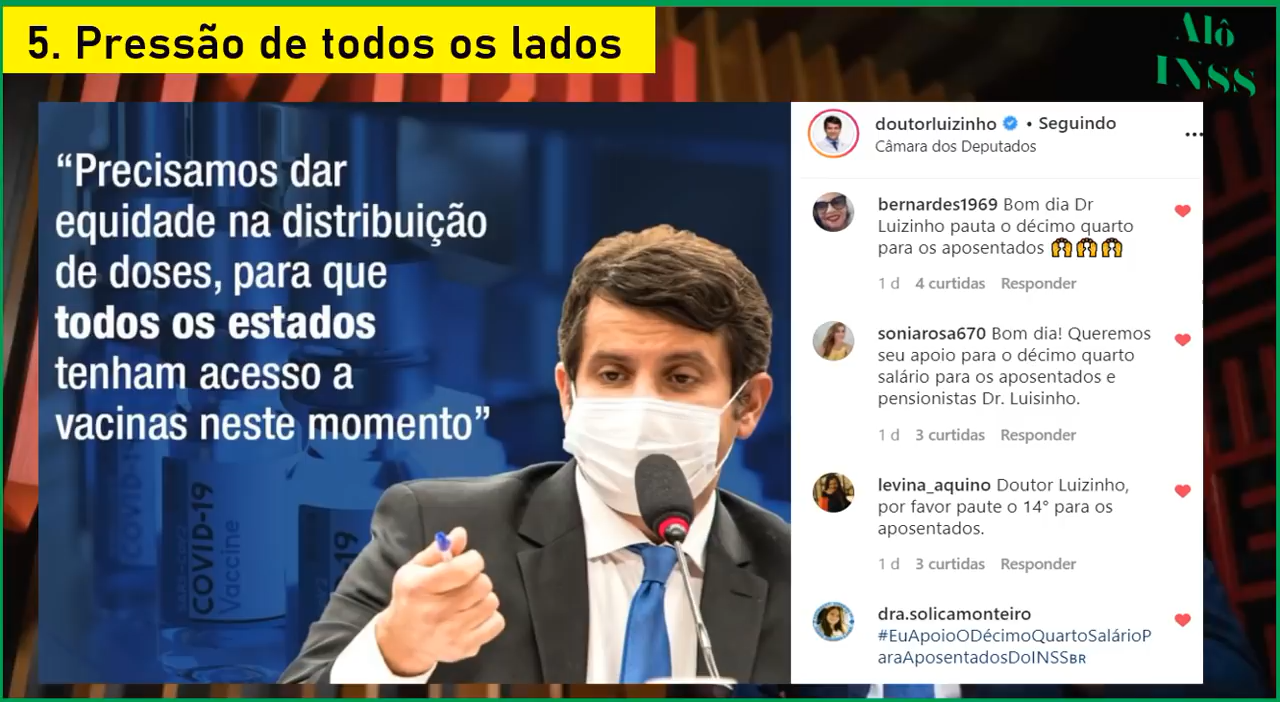 5. Pressão de todos os lados
Alô
INSS
“Precisamos dar
equidade na distribuição
de doses, para que
todos os estados
tenham acesso a
vacinas neste momento”
COVID-19
COVID-19
Vaccine
19
doutorluizinho • Seguindo
Câmara dos Deputados
...
bernardes1969 Bom dia Dr
Luizinho pauta o décimo quarto
para os aposentados 🙌🙌🙌
1 d 4 curtidas Responder
soniarosa670 Bom dia! Queremos
seu apoio para o décimo quarto
salário para os aposentados e
pensionistas Dr. Luisinho.
1 d 3 curtidas Responder
levina_aquino Doutor Luizinho,
por favor paute o 14° para os
aposentados.
1 d 3 curtidas Responder
dra.solicamonteiro
#EuApoioODécimoQuartoSalárioP
araAposentadosDoINSSBR